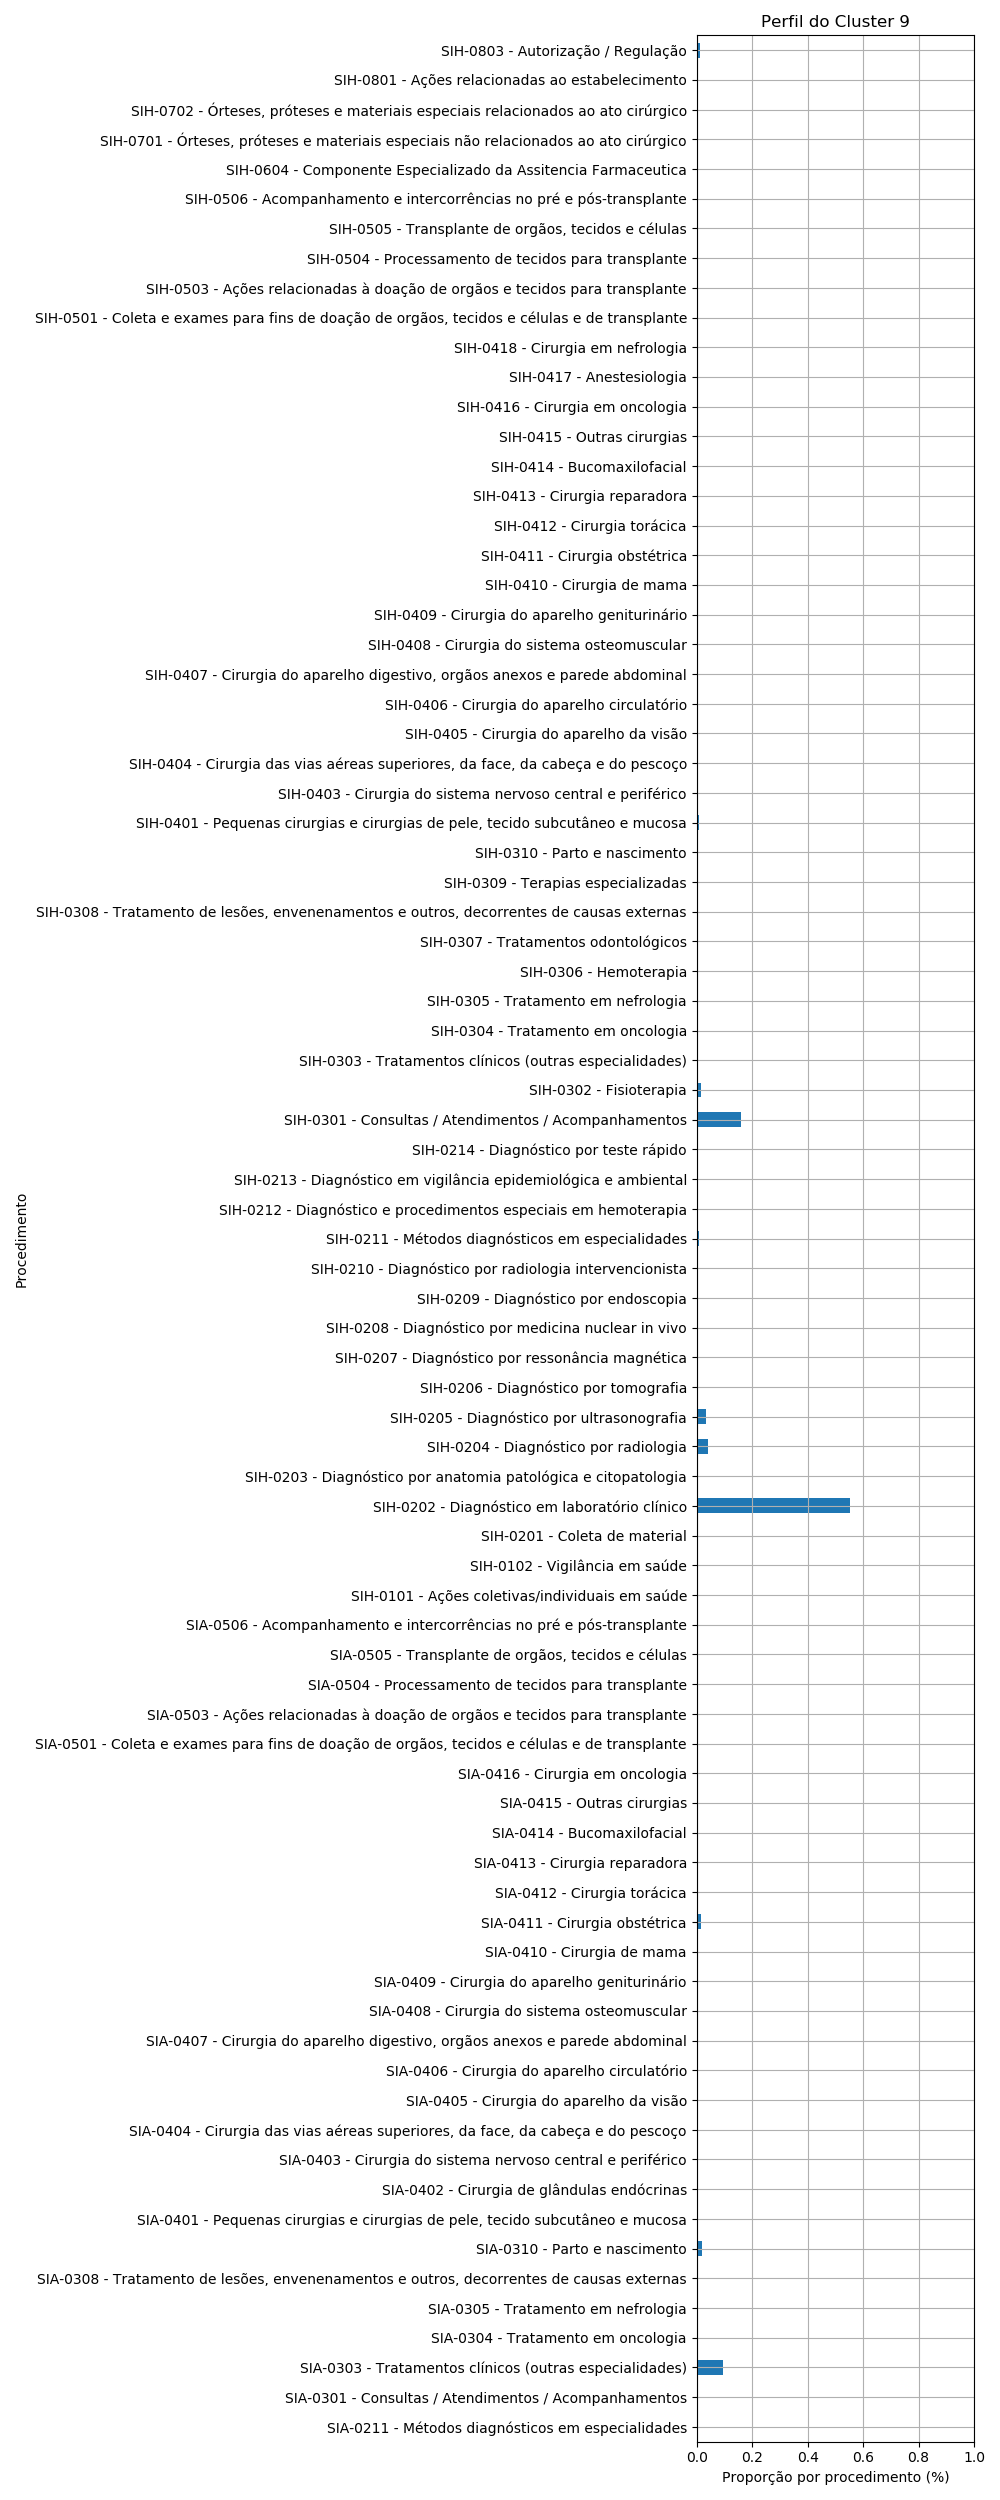 Perfil do Cluster 9
SIH-0803 - Autorização / Regulação
SIH-0801 - Ações relacionadas ao estabelecimento
SIH-0702 - Órteses, próteses e materiais especiais relacionados ao ato cirúrgico
SIH-0701 - Órteses, próteses e materiais especiais não relacionados ao ato cirúrgico
SIH-0604 - Componente Especializado da Assitencia Farmaceutica
SIH-0506 - Acompanhamento e intercorrências no pré e pós-transplante
SIH-0505 - Transplante de orgãos, tecidos e células
SIH-0504 - Processamento de tecidos para transplante
SIH-0503 - Ações relacionadas à doação de orgãos e tecidos para transplante
SIH-0501 - Coleta e exames para fins de doação de orgãos, tecidos e células e de transplante
SIH-0418 - Cirurgia em nefrologia
SIH-0417 - Anestesiologia
SIH-0416 - Cirurgia em oncologia
SIH-0415 - Outras cirurgias
SIH-0414 - Bucomaxilofacial
SIH-0413 - Cirurgia reparadora
SIH-0412 - Cirurgia torácica
SIH-0411 - Cirurgia obstétrica
SIH-0410 - Cirurgia de mama
SIH-0409 - Cirurgia do aparelho geniturinário
SIH-0408 - Cirurgia do sistema osteomuscular
SIH-0407 - Cirurgia do aparelho digestivo, orgãos anexos e parede abdominal
SIH-0406 - Cirurgia do aparelho circulatório
SIH-0405 - Cirurgia do aparelho da visão
SIH-0404 - Cirurgia das vias aéreas superiores, da face, da cabeça e do pescoço
SIH-0403 - Cirurgia do sistema nervoso central e periférico
SIH-0401 - Pequenas cirurgias e cirurgias de pele, tecido subcutâneo e mucosa
SIH-0310 - Parto e nascimento
SIH-0309 - Terapias especializadas
SIH-0308 - Tratamento de lesões, envenenamentos e outros, decorrentes de causas externas
SIH-0307 - Tratamentos odontológicos
SIH-0306 - Hemoterapia
SIH-0305 - Tratamento em nefrologia
SIH-0304 - Tratamento em oncologia
SIH-0303 - Tratamentos clínicos (outras especialidades)
SIH-0302 - Fisioterapia
SIH-0301 - Consultas / Atendimentos / Acompanhamentos
SIH-0214 - Diagnóstico por teste rápido
SIH-0213 - Diagnóstico em vigilância epidemiológica e ambiental
SIH-0212 - Diagnóstico e procedimentos especiais em hemoterapia
SIH-0211 - Métodos diagnósticos em especialidades
SIH-0210 - Diagnóstico por radiologia intervencionista
SIH-0209 - Diagnóstico por endoscopia
SIH-0208 - Diagnóstico por medicina nuclear in vivo
SIH-0207 - Diagnóstico por ressonância magnética
SIH-0206 - Diagnóstico por tomografia
SIH-0205 - Diagnóstico por ultrasonografia
SIH-0204 - Diagnóstico por radiologia
SIH-0203 - Diagnóstico por anatomia patológica e citopatologia
SIH-0202 - Diagnóstico em laboratório clínico
SIH-0201 - Coleta de material
SIH-0102 - Vigilância em saúde
SIH-0101 - Ações coletivas/individuais em saúde
SIA-0506 - Acompanhamento e intercorrências no pré e pós-transplante
SIA-0505 - Transplante de orgãos, tecidos e células
SIA-0504 - Processamento de tecidos para transplante
SIA-0503 - Ações relacionadas à doação de orgãos e tecidos para transplante
SIA-0501 - Coleta e exames para fins de doação de orgãos, tecidos e células e de transplante
SIA-0416 - Cirurgia em oncologia
SIA-0415 - Outras cirurgias
SIA-0414 - Bucomaxilofacial
SIA-0413 - Cirurgia reparadora
SIA-0412 - Cirurgia torácica
SIA-0411 - Cirurgia obstétrica
SIA-0410 - Cirurgia de mama
SIA-0409 - Cirurgia do aparelho geniturinário
SIA-0408 - Cirurgia do sistema osteomuscular
SIA-0407 - Cirurgia do aparelho digestivo, orgãos anexos e parede abdominal
SIA-0406 - Cirurgia do aparelho circulatório
SIA-0405 - Cirurgia do aparelho da visão
SIA-0404 - Cirurgia das vias aéreas superiores, da face, da cabeça e do pescoço
SIA-0403 - Cirurgia do sistema nervoso central e periférico
SIA-0402 - Cirurgia de glândulas endócrinas
SIA-0401 - Pequenas cirurgias e cirurgias de pele, tecido subcutâneo e mucosa
SIA-0310 - Parto e nascimento
SIA-0308 - Tratamento de lesões, envenenamentos e outros, decorrentes de causas externas
SIA-0305 - Tratamento em nefrologia
SIA-0304 - Tratamento em oncologia
SIA-0303 - Tratamentos clínicos (outras especialidades)
SIA-0301 - Consultas / Atendimentos / Acompanhamentos
SIA-0211 - Métodos diagnósticos em especialidades
Procedimento
0.0 0.2 0.4 0.6 0.8 1.0
Proporção por procedimento (%)